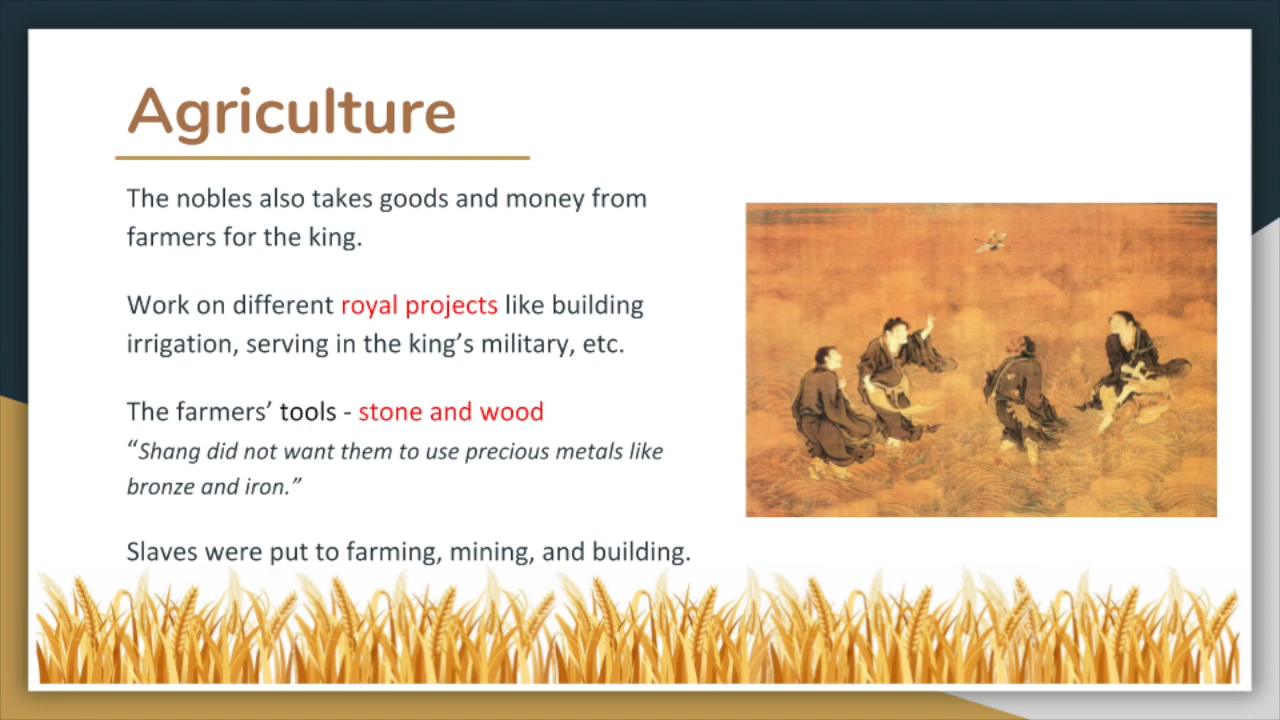 Agriculture
The nobles also takes goods and money from
farmers for the king.
Work on different royal projects like building
irrigation, serving in the king’s military, etc.
The farmers’ tools - stone and wood
“Shang did not want them to use precious metals like
bronze and iron.”
Slaves were put to farming, mining, and building.